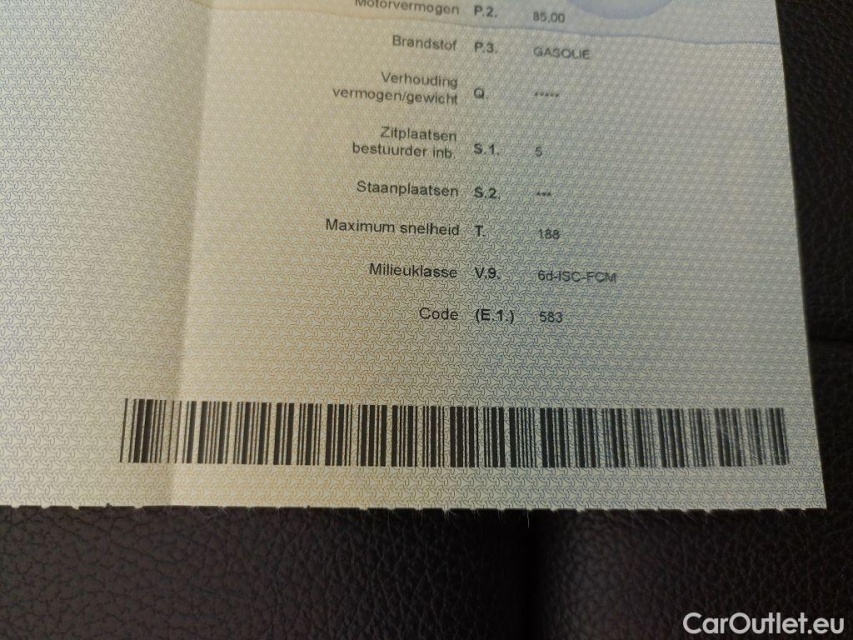 Motorvermogen P.2. 85,00
Brandstof P.3. GASOLIE
Verhouding
vermogen/gewicht Q. *****
Zitplaatsen
bestuurder inb. S.1. 5
Staanplaatsen S.2. ***
Maximum snelheid T. 188
Milieuklasse V.9. 6d-ISC-FCM
Code (E.1.) 583
CarOutlet.eu